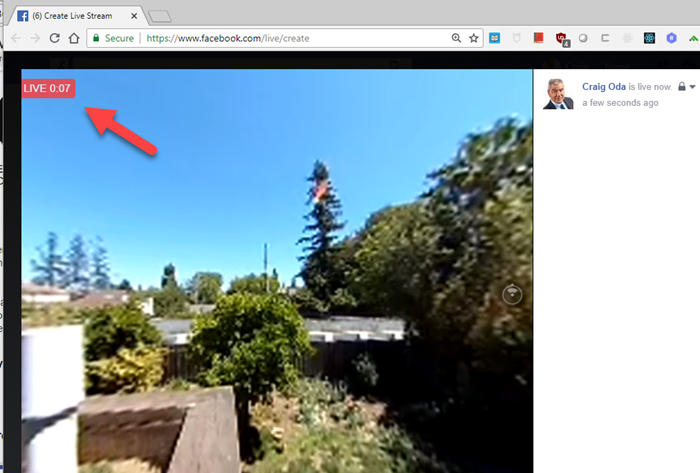 (6) Create Live Stream
Secure https://www.facebook.com/live/create
LIVE 0:07
Craig Oda is live now.
a few seconds ago
4